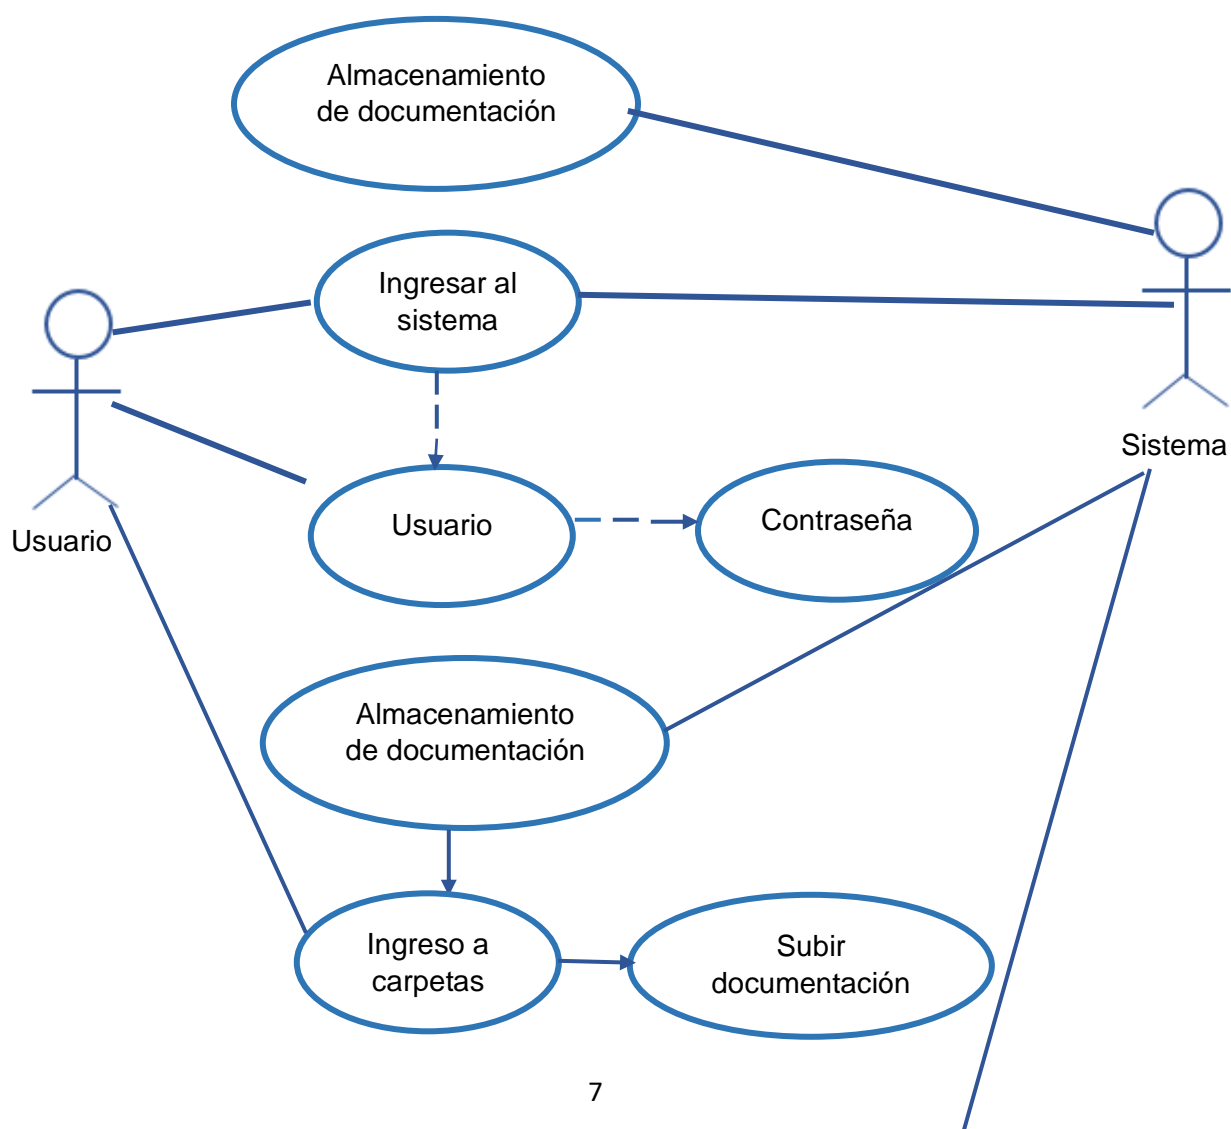 Almacenamiento
de documentación
Ingresar al
sistema
Sistema
Usuario
Contraseña
Usuario
Almacenamiento
de documentación
Ingreso a
carpetas
Subir
documentación
7